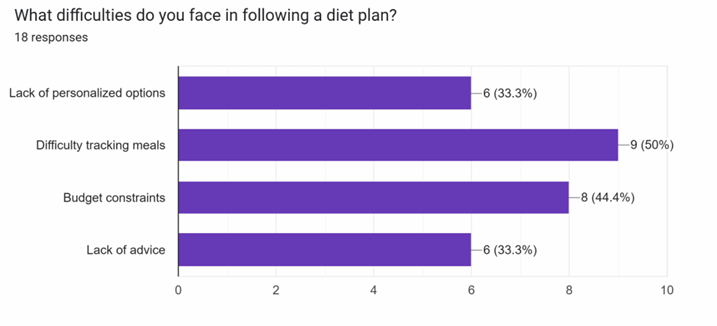 What difficulties do you face in following a diet plan?
18 responses
Lack of personalized options
6 (33.3%)
Difficulty tracking meals
9 (50%)
Budget constraints
8 (44.4%)
Lack of advice
6 (33.3%)
0 2 4 6 8 10